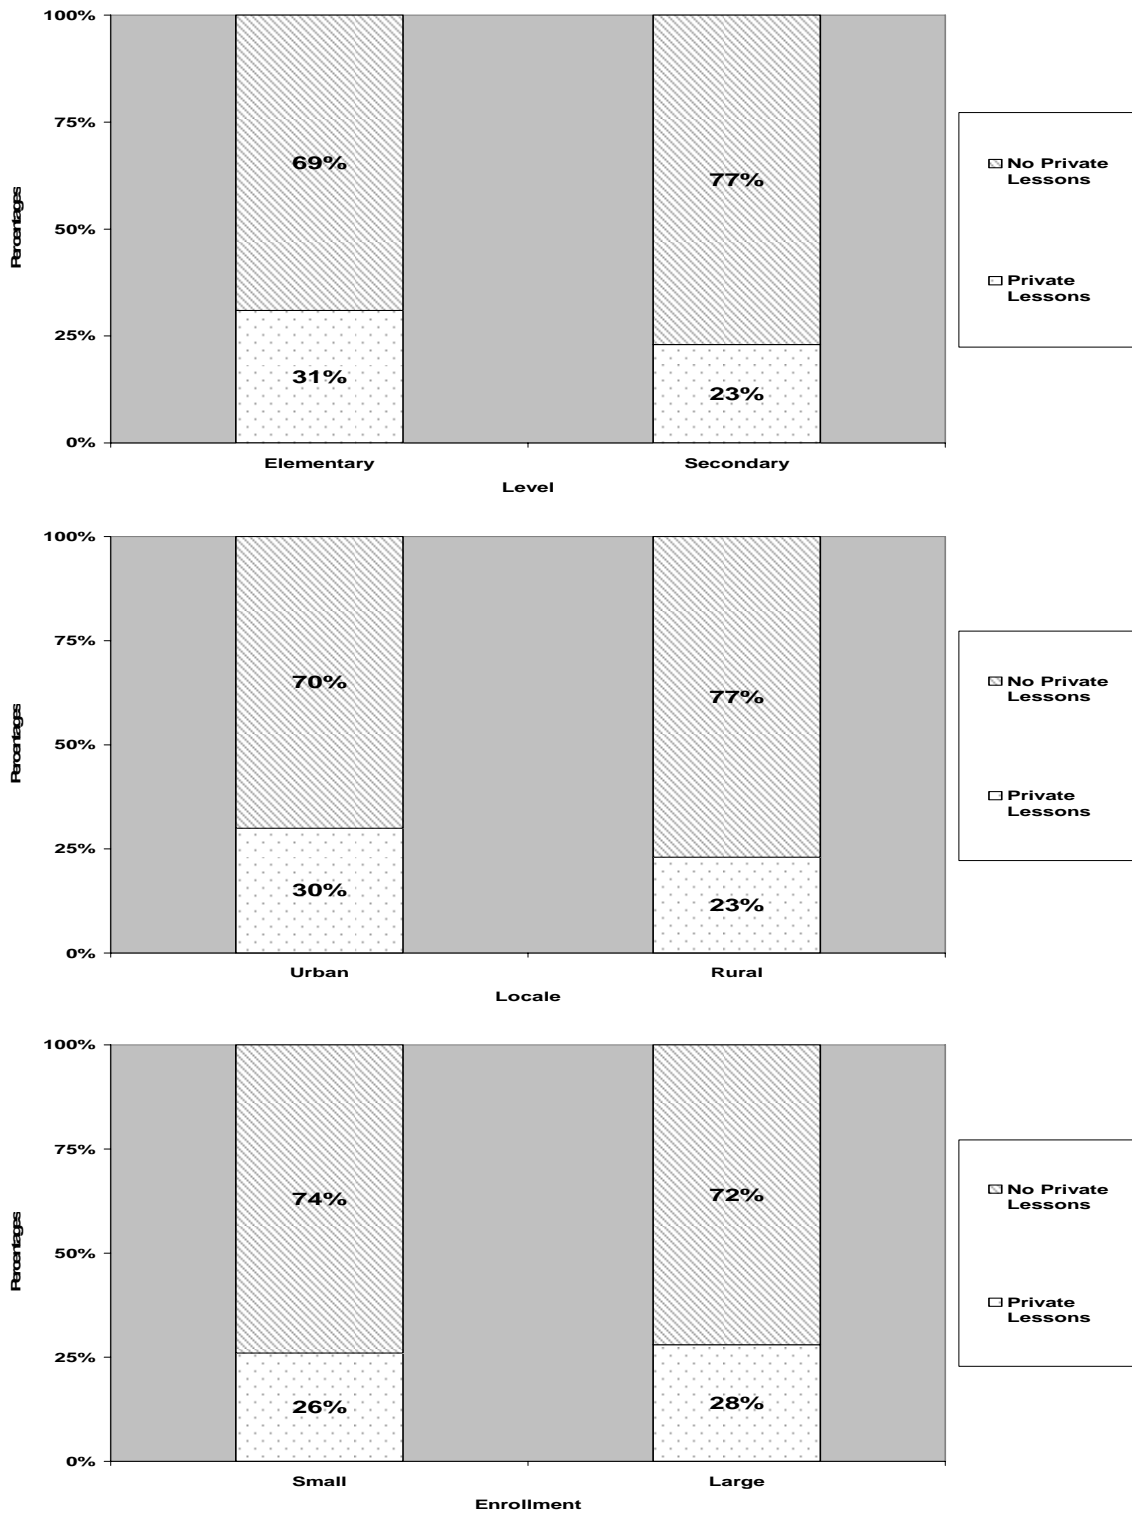 100%
75%
50%
25%
0%
Percentages
69%
31%
77%
23%
Elementary
Secondary
Level
No Private
Lessons
Private
Lessons
100%
75%
50%
25%
0%
Percentages
70%
30%
77%
23%
Urban
Rural
Locale
No Private
Lessons
Private
Lessons
100%
75%
50%
25%
0%
Percentages
74%
26%
72%
28%
Small
Large
Enrollment
No Private
Lessons
Private
Lessons